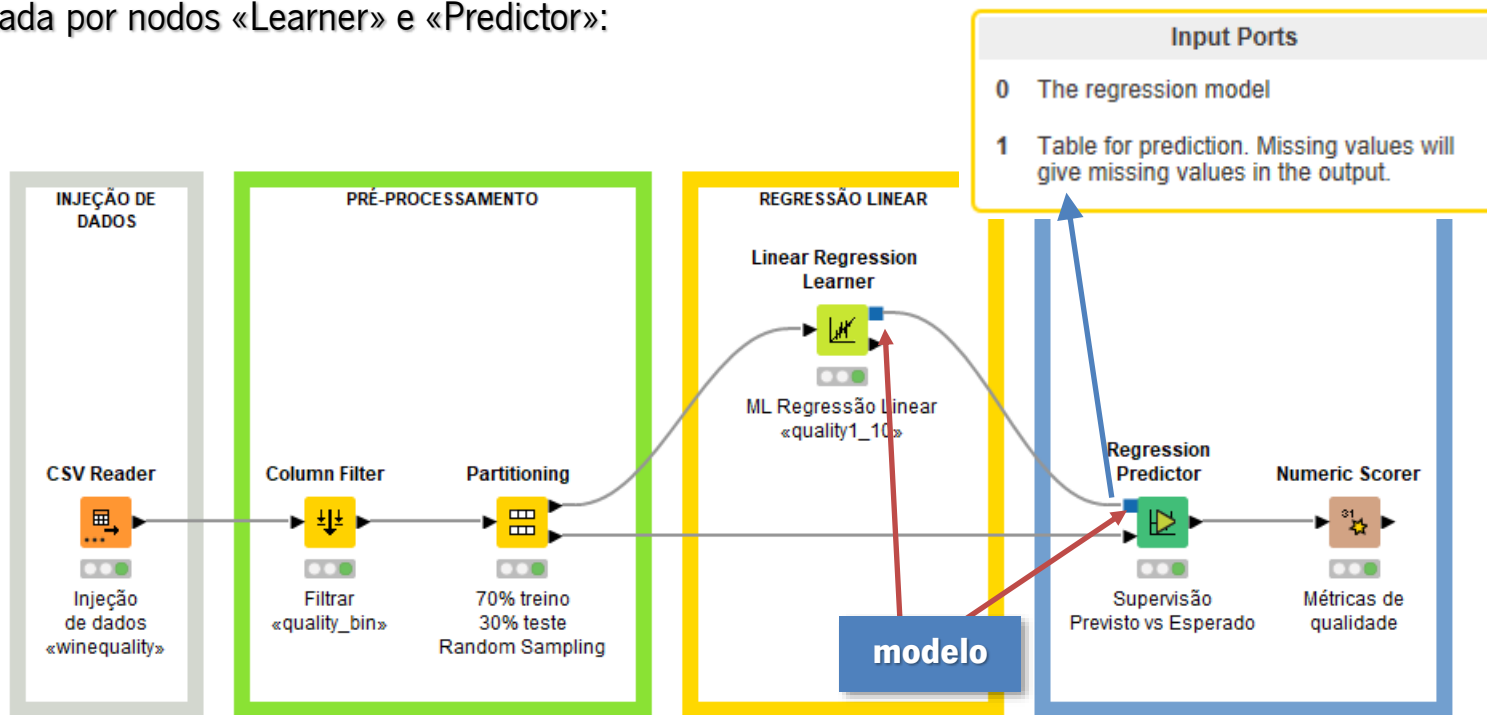 ada por nodos «Learner» e «Predictor»:
Input Ports
0 The regression model
1 Table for prediction. Missing values will
give missing values in the output.
INJEÇÃO DE
DADOS
PRÉ-PROCESSAMENTO
REGRESSÃO LINEAR
Linear Regression
Learner
ML Regressão Linear
«quality1_10»
CSV Reader
Injeção
de dados
«winequality»
Column Filter
Filtrar
«quality_bin»
Partitioning
70% treino
30% teste
Random Sampling
Regression
Predictor
Supervisão
Previsto vs Esperado
Numeric Scorer
31
Métricas de
qualidade
modelo